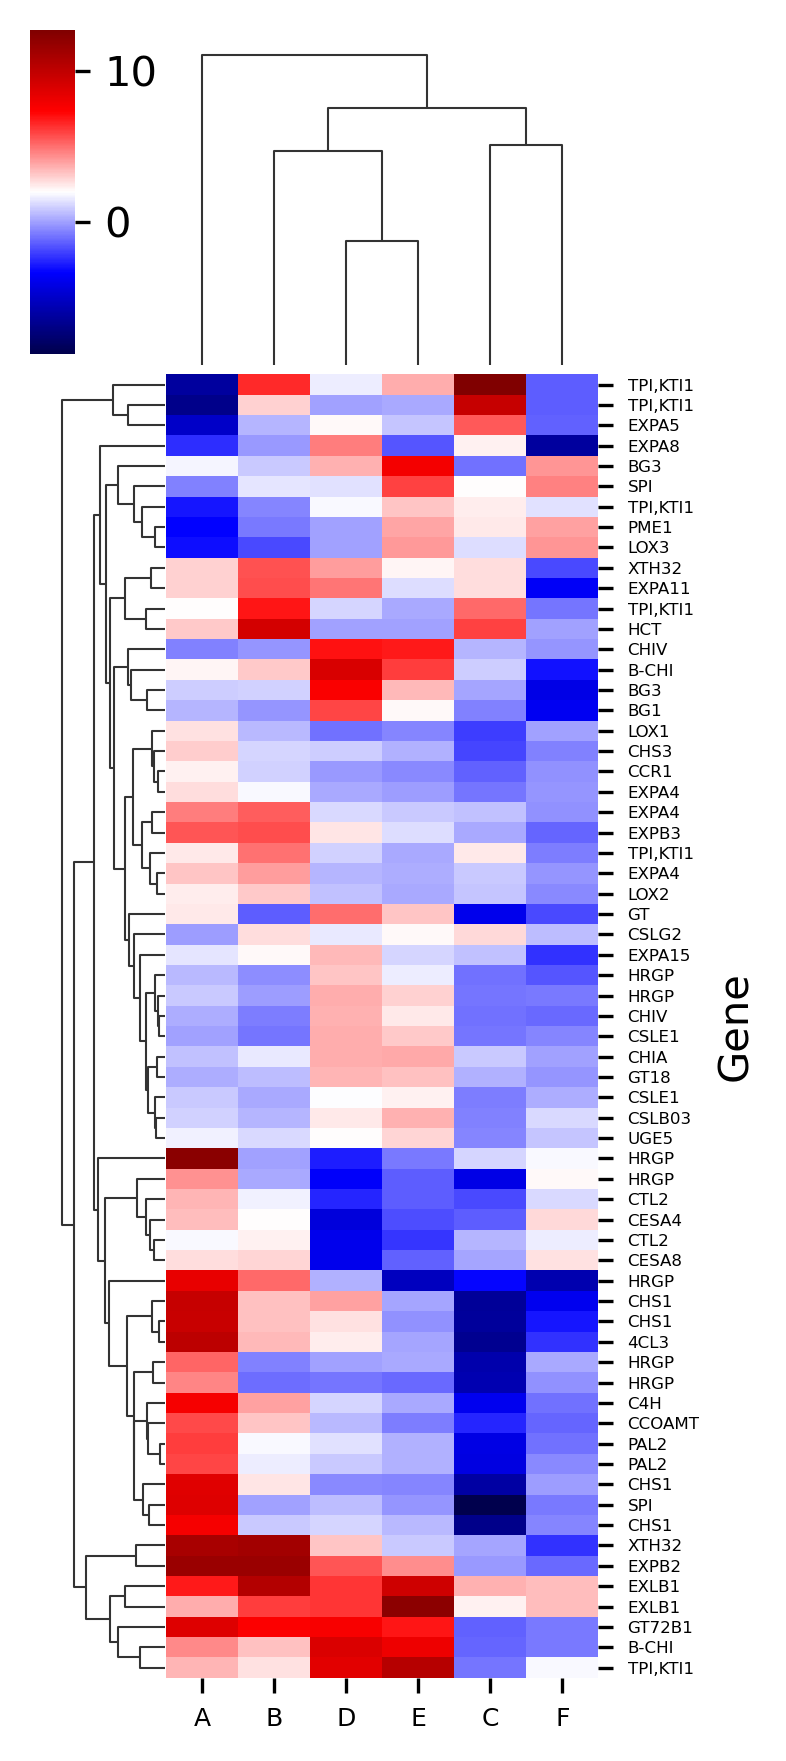 10
0
TPI,KTI1
TPI,KTI1
EXPA5
EXPA8
BG3
SPI
TPI,KTI1
PME1
LOX3
XTH32
EXPA11
TPI,KTI1
HCT
CHIV
B-CHI
BG3
BG1
LOX1
CHS3
CCR1
EXPA4
EXPA4
EXPB3
TPI,KTI1
EXPA4
LOX2
GT
CSLG2
EXPA15
HRGP
HRGP
CHIV
CSLE1
CHIA
GT18
CSLE1
CSLB03
UGE5
HRGP
HRGP
CTL2
CESA4
CTL2
CESA8
HRGP
CHS1
CHS1
4CL3
HRGP
HRGP
C4H
CCOAMT
PAL2
PAL2
CHS1
SPI
CHS1
XTH32
EXPB2
EXLB1
EXLB1
GT72B1
B-CHI
TPI,KTI1
Gene
A B D E C F